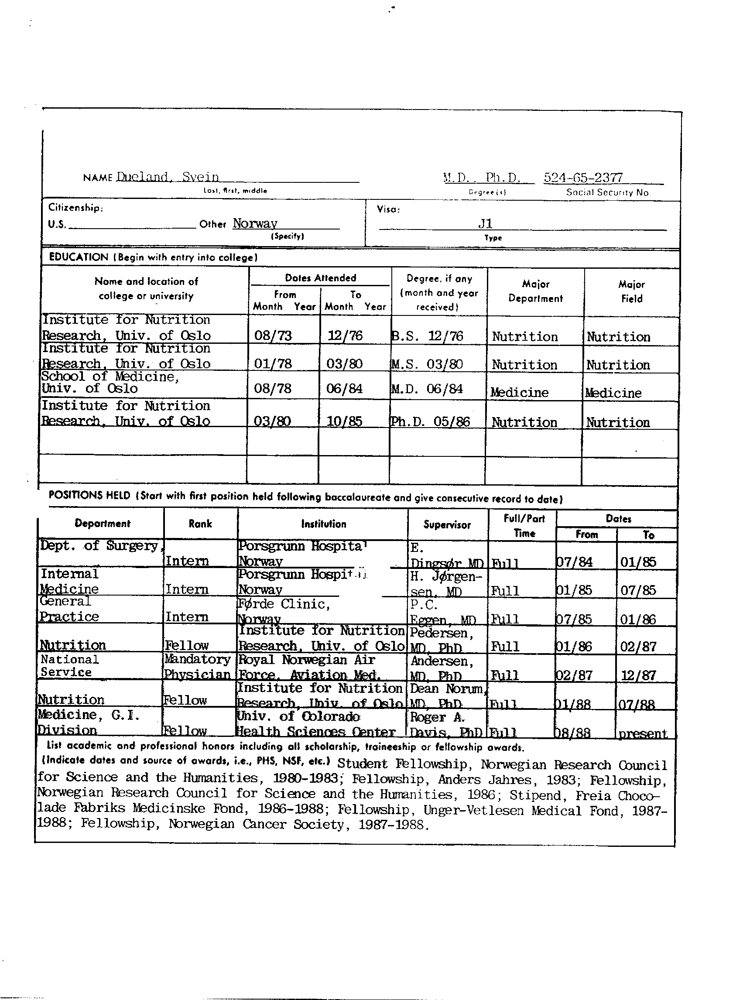 NAME Dueland, Svein M.D., Ph.D. 524-65-2377
Last, first, middle Degree(s) Social Security No.
Citizenship: Visa:
U.S. Other Norway J1
(Specify) Type
EDUCATION (Begin with entry into college)
Name and location of college or university Dates Attended From Month Year To Month Year Degree, if any (month and year received) Major Department Major Field
Institute for Nutrition
Research, Univ. of Oslo 08/73 12/76 B.S. 12/76 Nutrition Nutrition
Institute for Nutrition
Research, Univ. of Oslo 01/78 03/80 M.S. 03/80 Nutrition Nutrition
School of Medicine,
Univ. of Oslo 08/78 06/84 M.D. 06/84 Medicine Medicine
Institute for Nutrition
Research, Univ. of Oslo 03/80 10/85 Ph.D. 05/86 Nutrition Nutrition
POSITIONS HELD (Start with first position held following baccalaureate and give consecutive record to date)
Department Rank Institution Supervisor Full/Part Time Dates From To
Dept. of Surgery, Porsgrunn Hospital E.
Intern Norway Dingsør MD Full 07/84 01/85
Internal Porsgrunn Hospital H. Jørgen-
Medicine Intern Norway sen, MD Full 01/85 07/85
General Førde Clinic, P.C.
Practice Intern Norway Eggen, MD Full 07/85 01/86
Institute for Nutrition Pedersen,
Nutrition Fellow Research, Univ. of Oslo MD, PhD Full 01/86 02/87
National Mandatory Royal Norwegian Air Andersen,
Service Physician Force, Aviation Med. MD, PhD Full 02/87 12/87
Institute for Nutrition Dean Norum,
Nutrition Fellow Research, Univ. of Oslo MD, PhD Full 01/88 07/88
Medicine, G.I. Univ. of Colorado Roger A.
Division Fellow Health Sciences Center Davis, PhD Full 08/88 present
List academic and professional honors including all scholarship, traineeship or fellowship awards.
(Indicate dates and source of awards, i.e., PHS, NSF, etc.) Student Fellowship, Norwegian Research Council
for Science and the Humanities, 1980-1983; Fellowship, Anders Jahres, 1983; Fellowship,
Norwegian Research Council for Science and the Humanities, 1986; Stipend, Freia Choco-
lade Fabriks Medicinske Fond, 1986-1988; Fellowship, Unger-Vetlesen Medical Fond, 1987-
1988; Fellowship, Norwegian Cancer Society, 1987-1988.